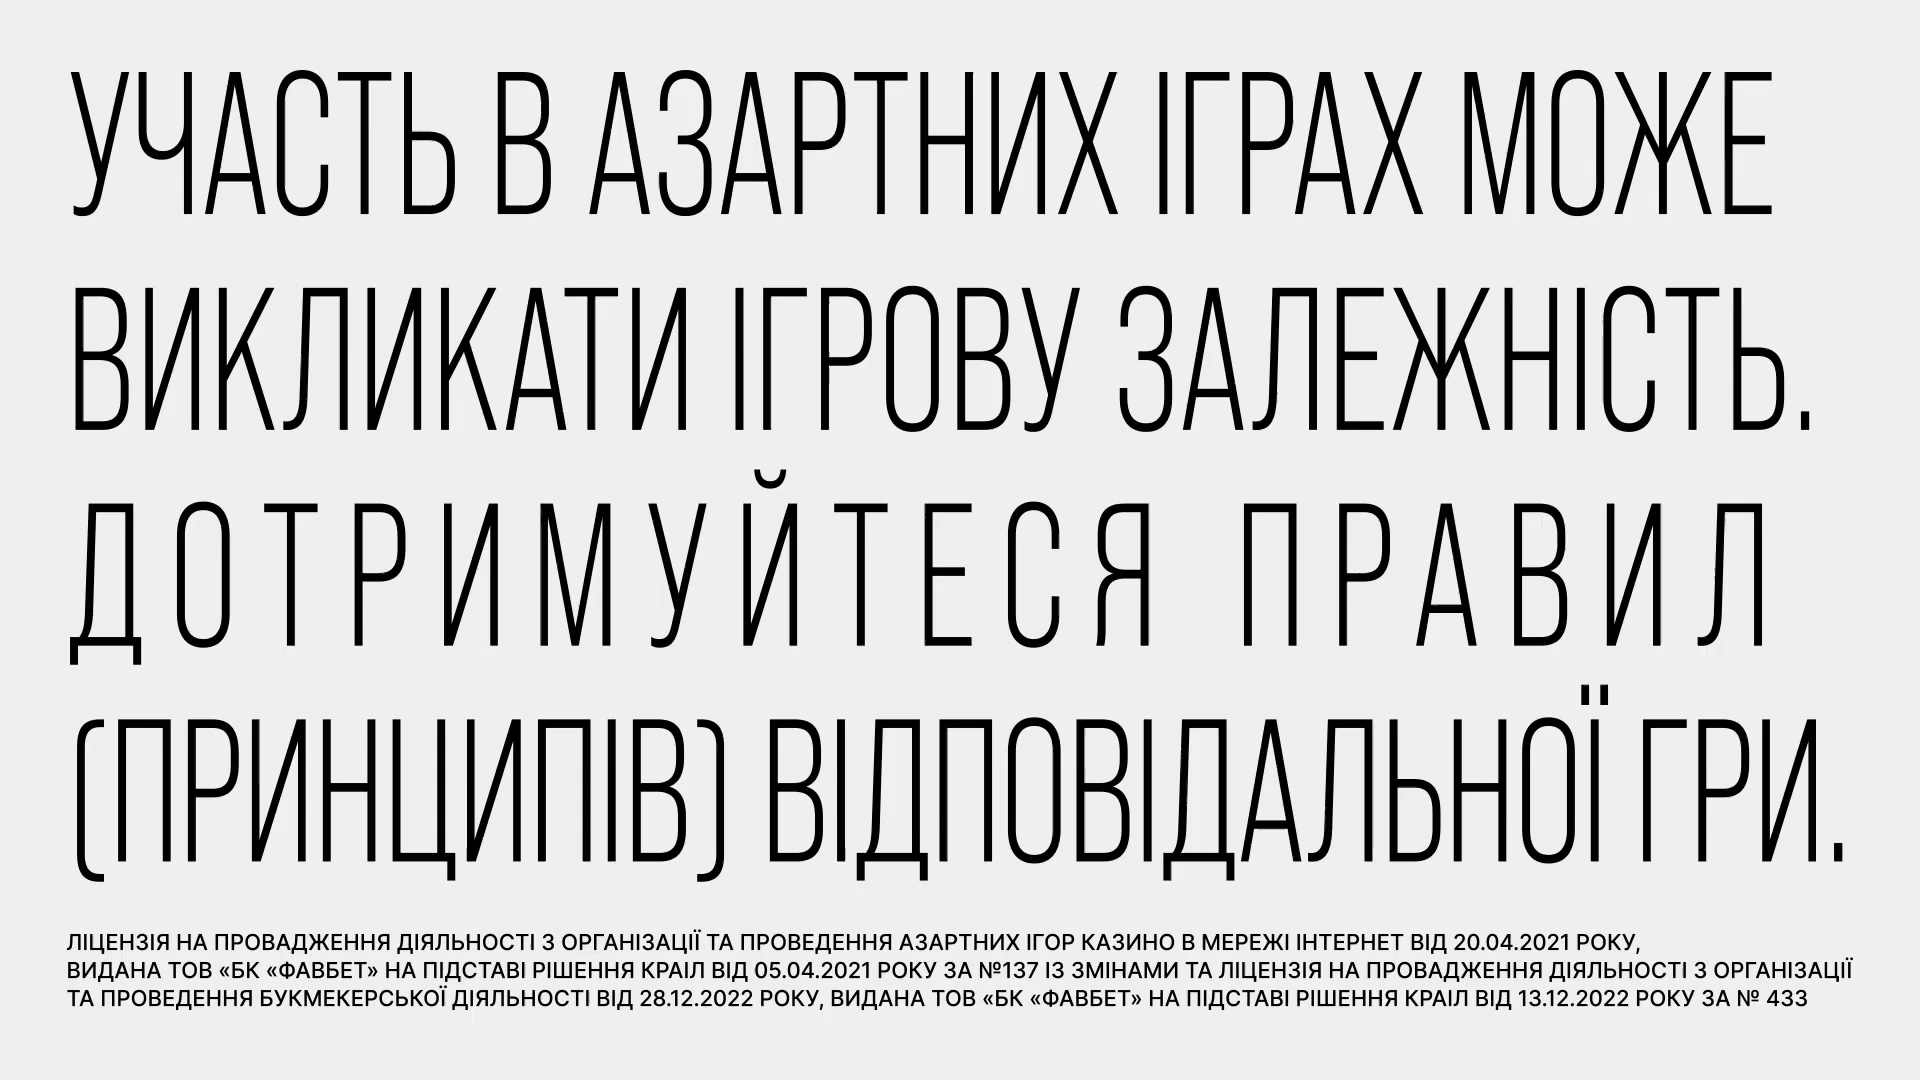 УЧАСТЬ В АЗАРТНИХ ІГРАХ МОЖЕ
ВИКЛИКАТИ ІГРОВУ ЗАЛЕЖНІСТЬ.
ДОТРИМУЙТЕСЯ ПРАВИЛ
(ПРИНЦИПІВ) ВІДПОВІДАЛЬНОЇ ГРИ.
ЛІЦЕНЗІЯ НА ПРОВАДЖЕННЯ ДІЯЛЬНОСТІ З ОРГАНІЗАЦІЇ ТА ПРОВЕДЕННЯ АЗАРТНИХ ІГОР КАЗИНО В МЕРЕЖІ ІНТЕРНЕТ ВІД 20.04.2021 РОКУ,
ВИДАНА ТОВ «БК «ФАВБЕТ» НА ПІДСТАВІ РІШЕННЯ КРАІЛ ВІД 05.04.2021 РОКУ ЗА №137 ІЗ ЗМІНАМИ ТА ЛІЦЕНЗІЯ НА ПРОВАДЖЕННЯ ДІЯЛЬНОСТІ З ОРГАНІЗАЦІЇ
ТА ПРОВЕДЕННЯ БУКМЕКЕРСЬКОЇ ДІЯЛЬНОСТІ ВІД 28.12.2022 РОКУ, ВИДАНА ТОВ «БК «ФАВБЕТ» НА ПІДСТАВІ РІШЕННЯ КРАІЛ ВІД 13.12.2022 РОКУ ЗА № 433